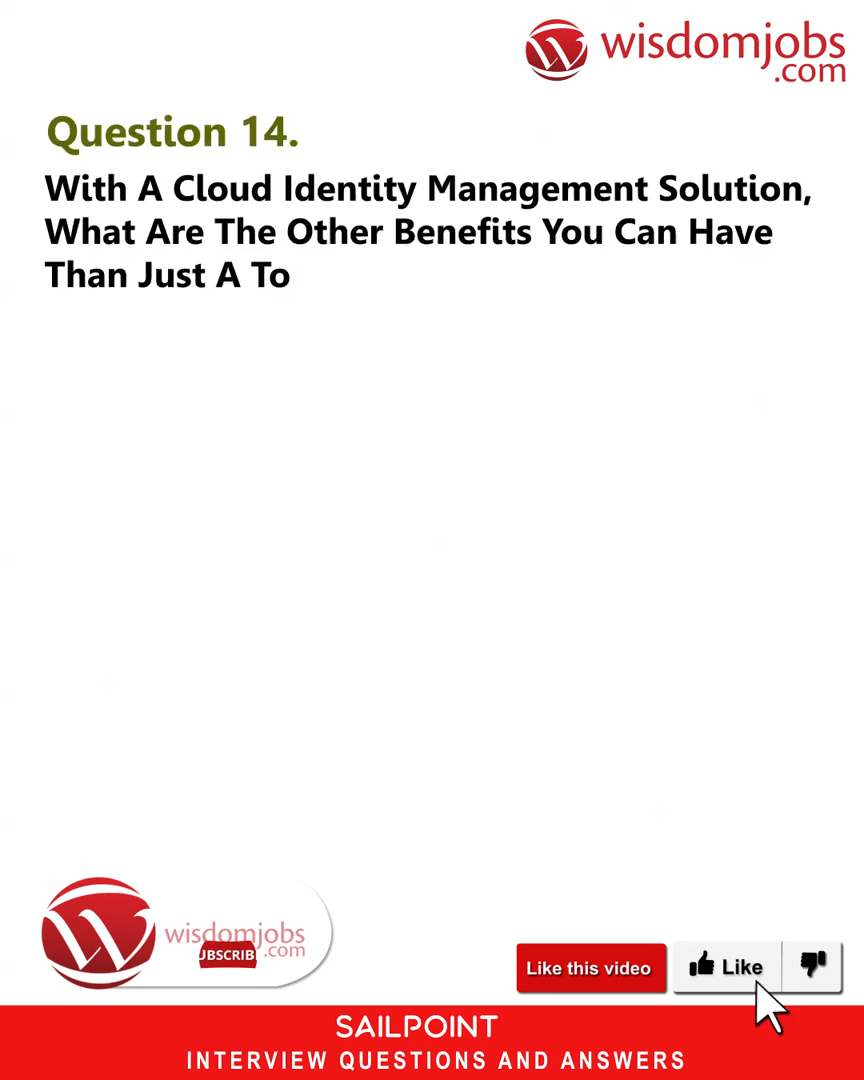 wisdomjobs
.com
Question 14.
With A Cloud Identity Management Solution,
What Are The Other Benefits You Can Have
Than Just A To
wisdomjobs
.com
UBSCRIB
Like this video
Like
SAILPOINT
INTERVIEW QUESTIONS AND ANSWERS